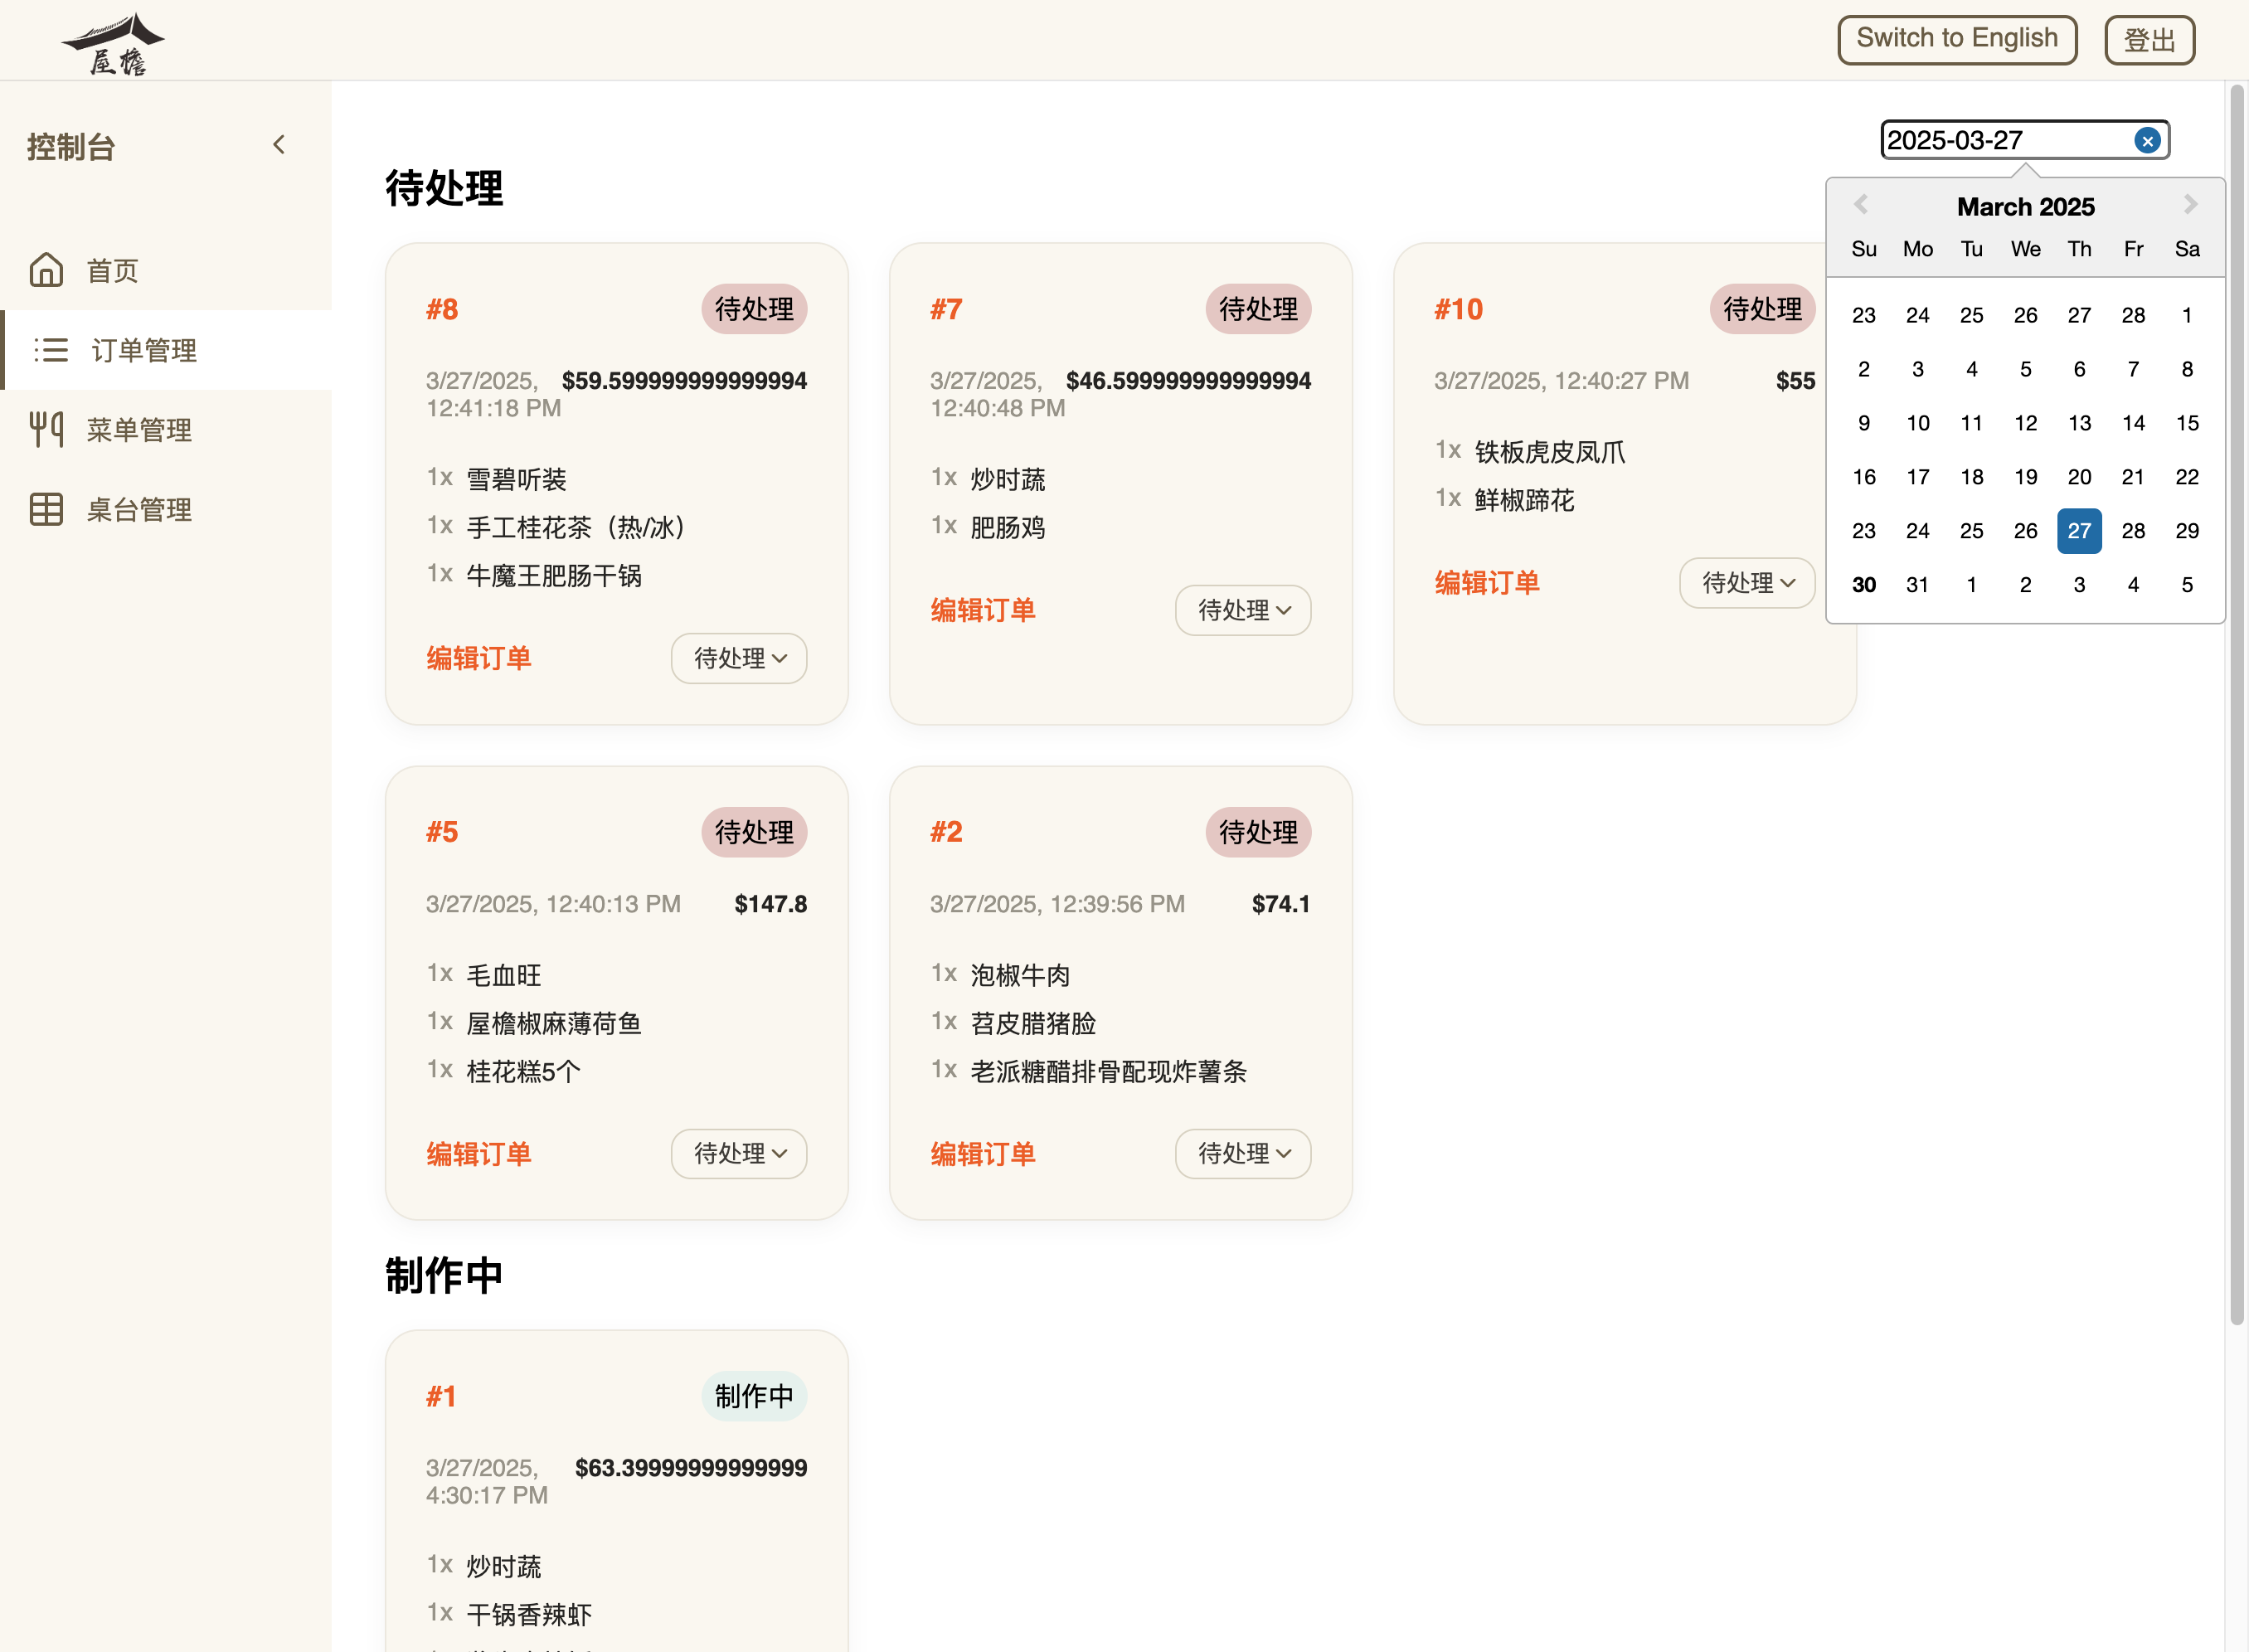 屋檐
Switch to English
登出
控制台
首页
订单管理
菜单管理
桌台管理
2025-03-27
March 2025
Su Mo Tu We Th Fr Sa
23 24 25 26 27 28 1
2 3 4 5 6 7 8
9 10 11 12 13 14 15
16 17 18 19 20 21 22
23 24 25 26 27 28 29
30 31 1 2 3 4 5
待处理
#8 待处理
3/27/2025, $59.599999999999994
12:41:18 PM
1x 雪碧听装
1x 手工桂花茶（热/冰）
1x 牛魔王肥肠干锅
编辑订单 待处理
#7 待处理
3/27/2025, $46.599999999999994
12:40:48 PM
1x 炒时蔬
1x 肥肠鸡
编辑订单 待处理
#10 待处理
3/27/2025, 12:40:27 PM $55
1x 铁板虎皮凤爪
1x 鲜椒蹄花
编辑订单 待处理
#5 待处理
3/27/2025, 12:40:13 PM $147.8
1x 毛血旺
1x 屋檐椒麻薄荷鱼
1x 桂花糕5个
编辑订单 待处理
#2 待处理
3/27/2025, 12:39:56 PM $74.1
1x 泡椒牛肉
1x 苕皮腊猪脸
1x 老派糖醋排骨配现炸薯条
编辑订单 待处理
制作中
#1 制作中
3/27/2025, $63.39999999999999
4:30:17 PM
1x 炒时蔬
1x 干锅香辣虾